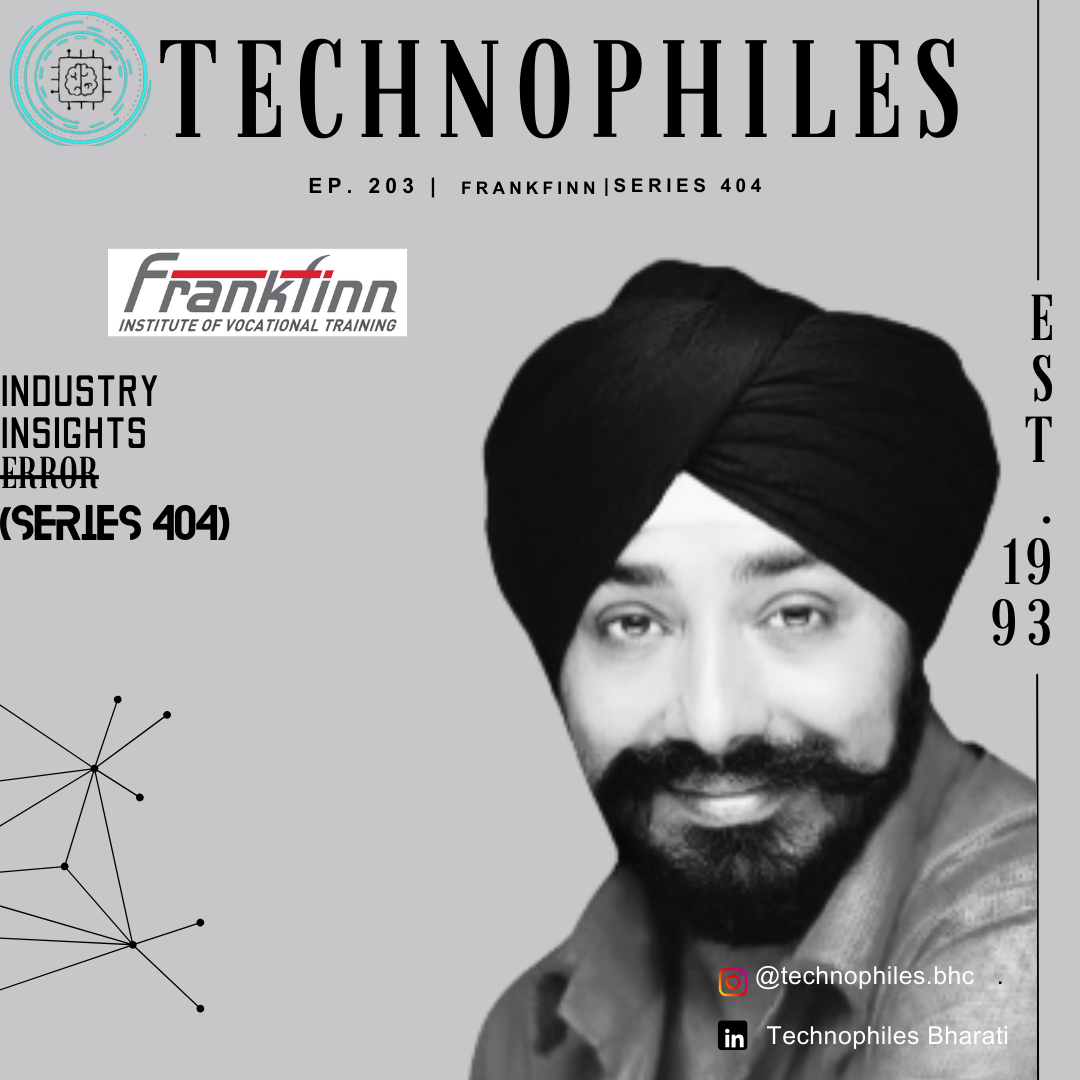 TECHNOPHILES
EP. 203 | FRANKFINN |SERIES 404
Frankfinn
INSTITUTE OF VOCATIONAL TRAINING
INDUSTRY
INSIGHTS
ERROR
(SERIES 404)
E
S
T
.
19
93
@technophiles.bhc .
in Technophiles Bharati